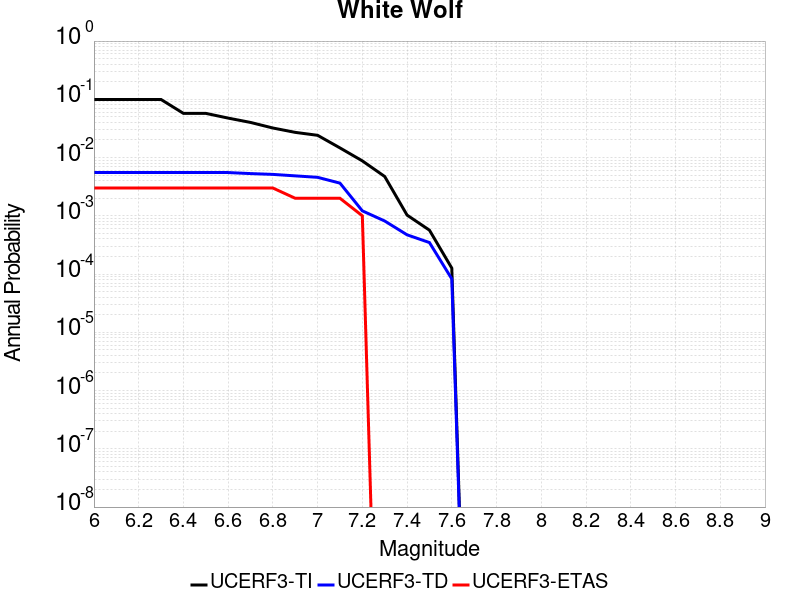 White Wolf
10^0
10^-1
10^-2
10^-3
10^-4
10^-5
10^-6
10^-7
10^-8
Annual Probability
6 6.2 6.4 6.6 6.8 7 7.2 7.4 7.6 7.8 8 8.2 8.4 8.6 8.8 9
Magnitude
UCERF3-TI UCERF3-TD UCERF3-ETAS